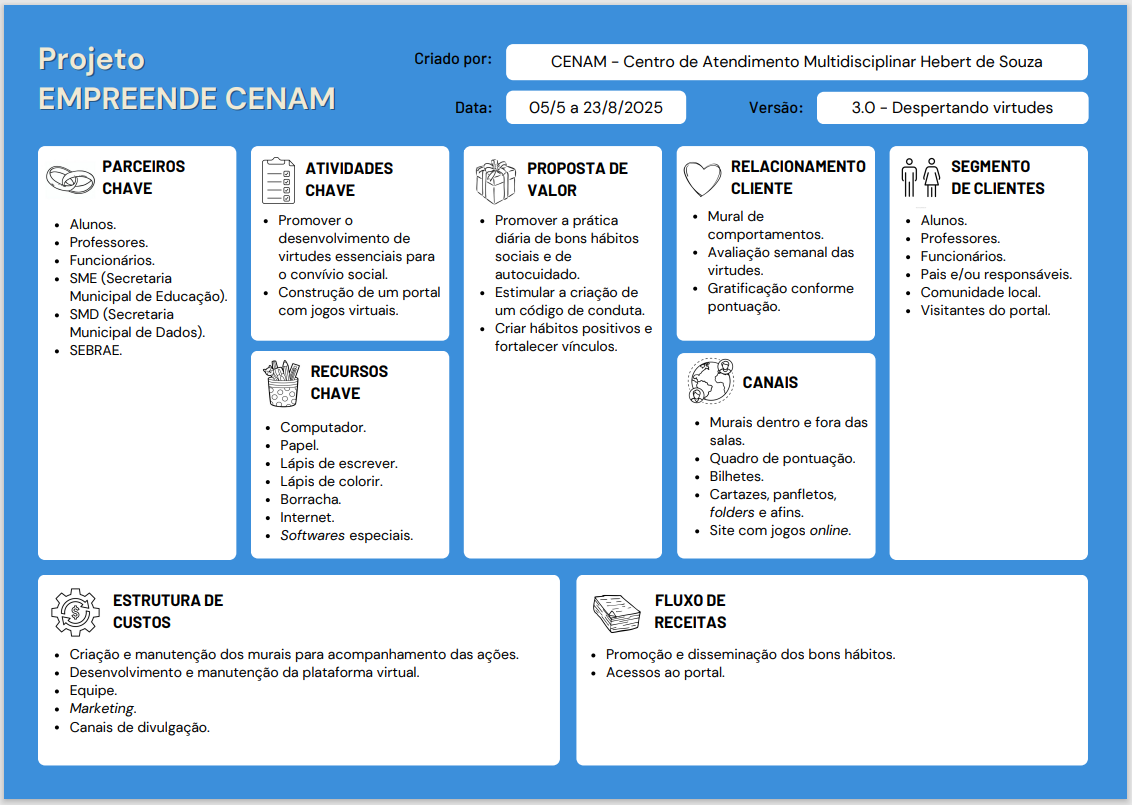 Projeto
EMPREENDE CENAM
Criado por:
CENAM - Centro de Atendimento Multidisciplinar Hebert de Souza
Data:
05/5 a 23/8/2025
Versão:
3.0 - Despertando virtudes
PARCEIROS
CHAVE
• Alunos.
• Professores.
• Funcionários.
• SME (Secretaria
Municipal de Educação).
• SMD (Secretaria
Municipal de Dados).
• SEBRAE.
ATIVIDADES
CHAVE
• Promover o
desenvolvimento de
virtudes essenciais para
o convívio social.
• Construção de um portal
com jogos virtuais.
RECURSOS
CHAVE
• Computador.
• Papel.
• Lápis de escrever.
• Lápis de colorir.
• Borracha.
• Internet.
• Softwares especiais.
PROPOSTA DE
VALOR
• Promover a prática
diária de bons hábitos
sociais e de
autocuidado.
• Estimular a criação de
um código de conduta.
• Criar hábitos positivos e
fortalecer vínculos.
RELACIONAMENTO
CLIENTE
• Mural de
comportamentos.
• Avaliação semanal das
virtudes.
• Gratificação conforme
pontuação.
CANAIS
• Murais dentro e fora das
salas.
• Quadro de pontuação.
• Bilhetes.
• Cartazes, panfletos,
folders e afins.
• Site com jogos online.
SEGMENTO
DE CLIENTES
• Alunos.
• Professores.
• Funcionários.
• Pais e/ou responsáveis.
• Comunidade local.
• Visitantes do portal.
ESTRUTURA DE
CUSTOS
• Criação e manutenção dos murais para acompanhamento das ações.
• Desenvolvimento e manutenção da plataforma virtual.
• Equipe.
• Marketing.
• Canais de divulgação.
FLUXO DE
RECEITAS
• Promoção e disseminação dos bons hábitos.
• Acessos ao portal.